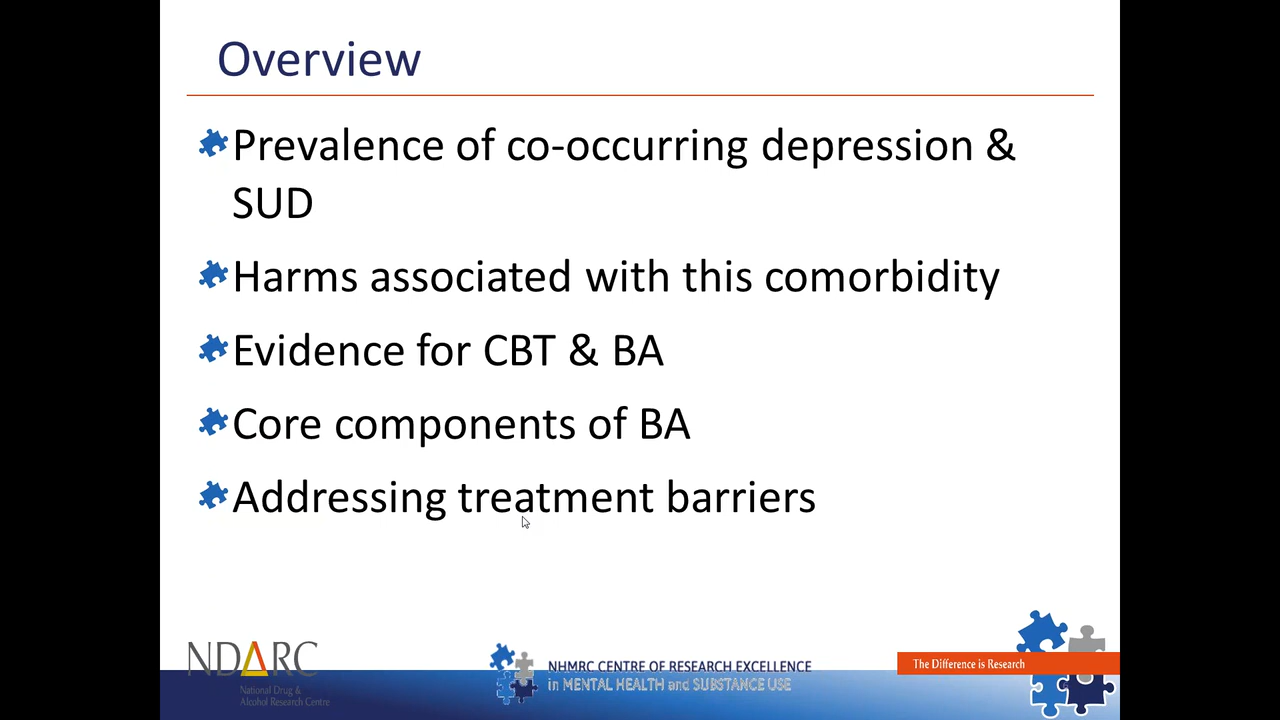 Overview
Prevalence of co-occurring depression &
SUD
Harms associated with this comorbidity
Evidence for CBT & BA
Core components of BA
Addressing treatment barriers
NDARC
National Drug &
Alcohol Research Centre
NHMRC CENTRE OF RESEARCH EXCELLENCE
in MENTAL HEALTH and SUBSTANCE USE
The Difference is Research